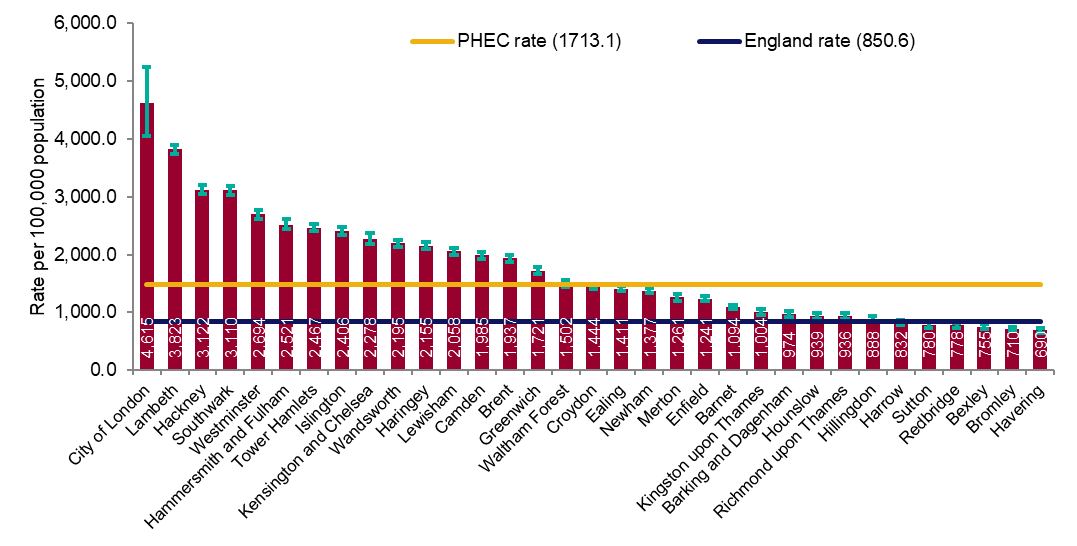 6,000.0
5,000.0
4,000.0
3,000.0
2,000.0
1,000.0
0.0
Rate per 100,000 population
PHEC rate (1713.1)
England rate (850.6)
4,615
3,823
3,122
3,110
2,694
2,521
2,467
2,406
2,278
2,195
2,155
2,058
1,985
1,937
1,721
1,502
1,444
1,411
1,377
1,267
1,241
1,094
1,004
974
939
936
888
832
780
778
755
710
690
City of London
Lambeth
Hackney
Southwark
Westminster
Hammersmith and Fulham
Tower Hamlets
Islington
Kensington and Chelsea
Wandsworth
Haringey
Lewisham
Camden
Brent
Greenwich
Waltham Forest
Croydon
Ealing
Newham
Merton
Enfield
Barnet
Kingston upon Thames
Barking and Dagenham
Hounslow
Richmond upon Thames
Hillingdon
Harrow
Sutton
Redbridge
Bexley
Bromley
Havering